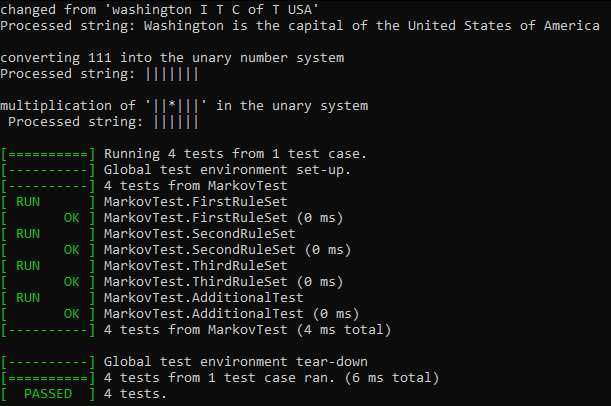 changed from 'washington I T C of T USA'
Processed string: Washington is the capital of the United States of America
converting 111 into the unary number system
Processed string: |||||||
multiplication of '||*|||' in the unary system
 Processed string: ||||||
[==========] Running 4 tests from 1 test case.
[----------] Global test environment set-up.
[----------] 4 tests from MarkovTest
[ RUN      ] MarkovTest.FirstRuleSet
[       OK ] MarkovTest.FirstRuleSet (0 ms)
[ RUN      ] MarkovTest.SecondRuleSet
[       OK ] MarkovTest.SecondRuleSet (0 ms)
[ RUN      ] MarkovTest.ThirdRuleSet
[       OK ] MarkovTest.ThirdRuleSet (0 ms)
[ RUN      ] MarkovTest.AdditionalTest
[       OK ] MarkovTest.AdditionalTest (0 ms)
[----------] 4 tests from MarkovTest (4 ms total)
[----------] Global test environment tear-down
[==========] 4 tests from 1 test case ran. (6 ms total)
[  PASSED  ] 4 tests.